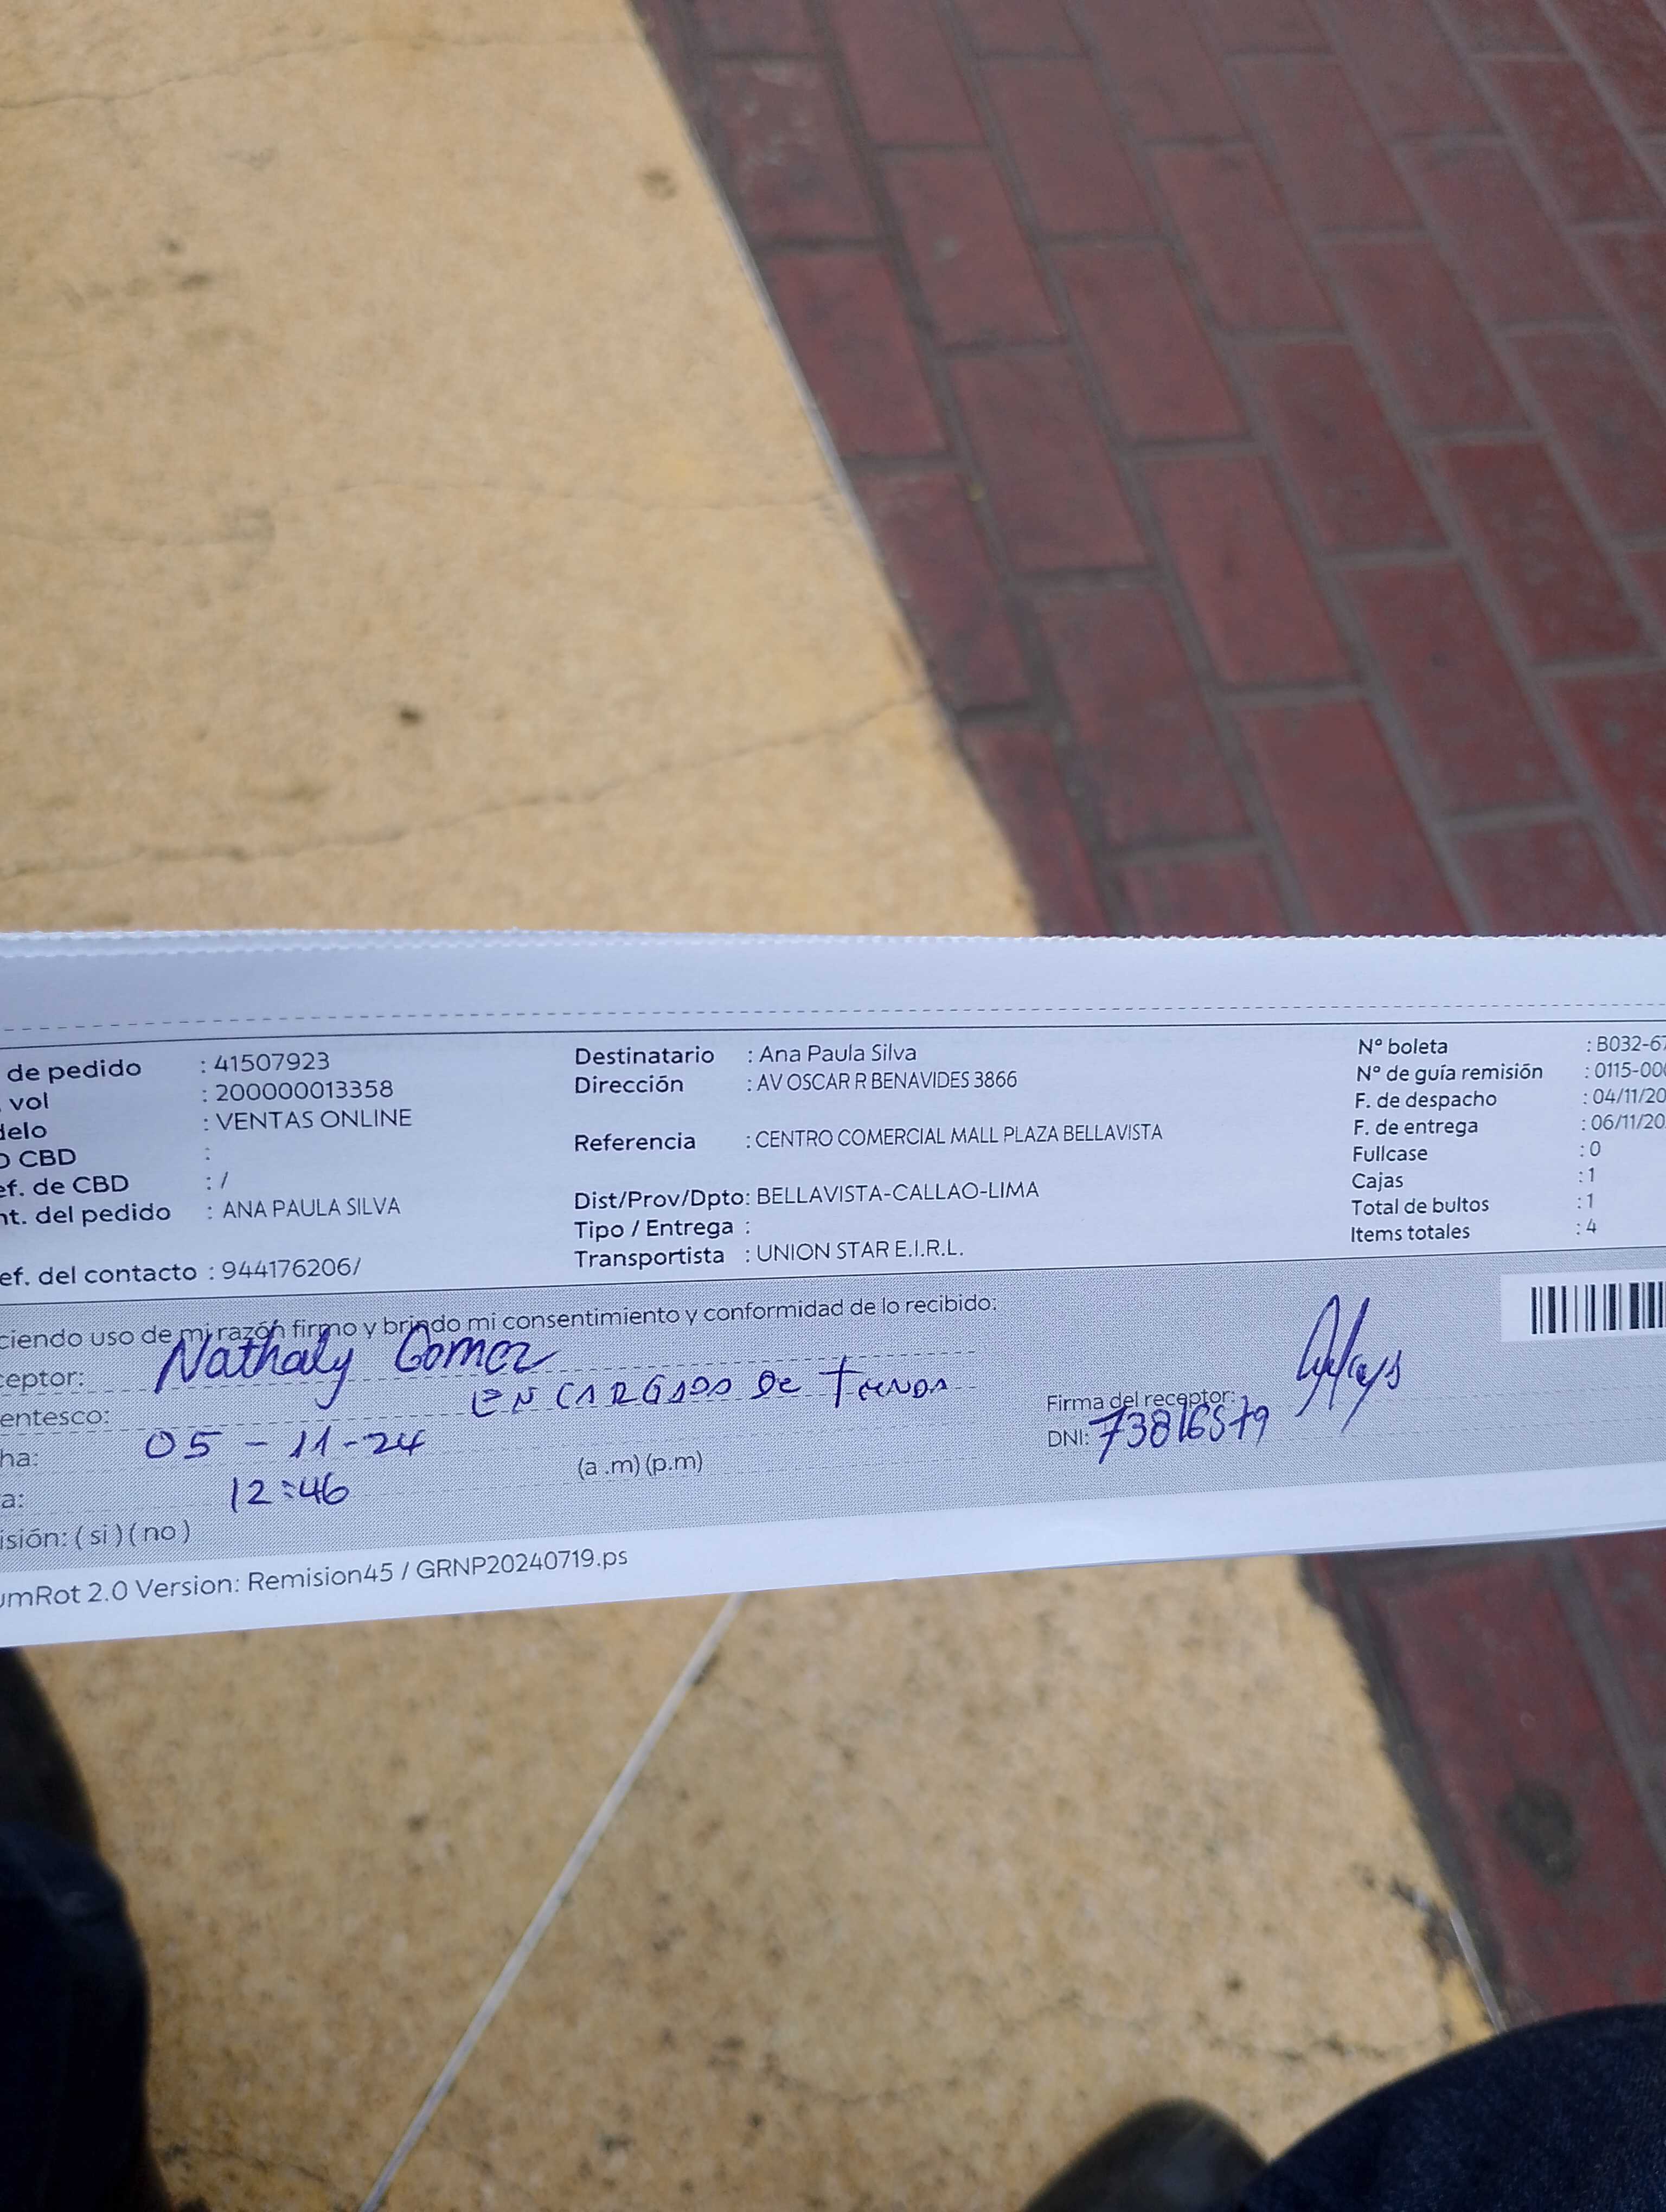 de pedido : 41507923
vol : 200000013358
delo : VENTAS ONLINE
CBD :
ef. de CBD : /
nt. del pedido : ANA PAULA SILVA
ef. del contacto : 944176206/
Destinatario : Ana Paula Silva
Dirección : AV OSCAR R BENAVIDES 3866
Referencia : CENTRO COMERCIAL MALL PLAZA BELLAVISTA
Dist/Prov/Dpto: BELLAVISTA-CALLAO-LIMA
Tipo / Entrega :
Transportista : UNION STAR E.I.R.L.
Nº boleta : B032-67
Nº de guía remisión : 0115-00
F. de despacho : 04/11/20
F. de entrega : 06/11/20
Fullcase : 0
Cajas : 1
Total de bultos : 1
Items totales : 4
ciendo uso de mi razón firmo y brindo mi consentimiento y conformidad de lo recibido:
ceptor: Nathaly Gomez
entesco: ENCARGADO De TIENDA
ha: 05 - 11-24
a: 12:46 (a .m) (p.m)
isión: ( si ) ( no )
Firma del receptor:
DNI: 73816579
umRot 2.0 Version: Remision45 / GRNP20240719.ps